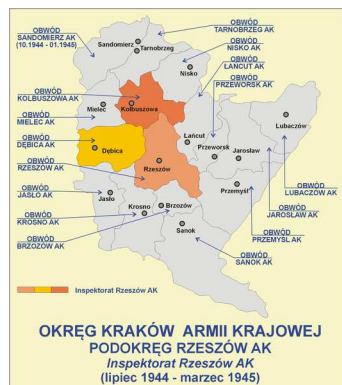 OBWÓD
SANDOMIERZ AK
(10.1944 - 01.1945)
OBWÓD
TARNOBRZEG AK
OBWÓD
NISKO AK
OBWÓD
ŁAŃCUT AK
OBWÓD
PRZEWORSK AK
Sandomierz
Tarnobrzeg
Nisko
OBWÓD
KOLBUSZOWA AK
Kolbuszowa
Mielec
OBWÓD
MIELEC AK
OBWÓD
DĘBICA AK
Dębica
Lubaczów
Łańcut
Przeworsk
Jarosław
Rzeszów
OBWÓD
RZESZÓW AK
OBWÓD
LUBACZÓW AK
Przemyśl
OBWÓD
JASŁO AK
Jasło
Krosno
Brzozów
OBWÓD
JAROSŁAW AK
OBWÓD
KROSNO AK
Sanok
OBWÓD
PRZEMYŚL AK
OBWÓD
BRZOZÓW AK
OBWÓD
SANOK AK
Inspektorat Rzeszów AK
OKRĘG KRAKÓW ARMII KRAJOWEJ
PODOKRĘG RZESZÓW AK
Inspektorat Rzeszów AK
(lipiec 1944 - marzec 1945)